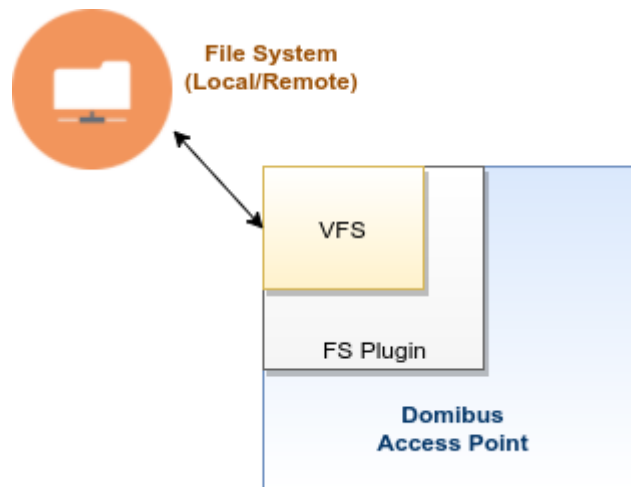 File System
(Local/Remote)
VFS
FS Plugin
Domibus
Access Point